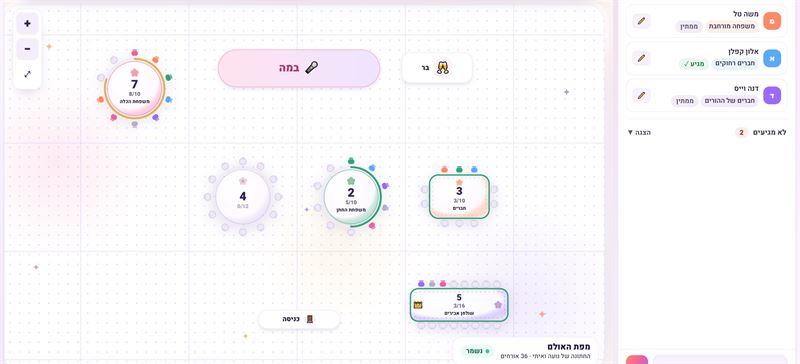 משה טל
מ
משפחה מורחבת
ממתין
אלון קפלן
א
חברים רחוקים
מגיע ✓
דנה וייס
ד
חברים של ההורים
ממתין
לא מגיעים 2
הצגה ▼
+
−
במה
בר
7
8/10
משפחת הכלה
4
0/12
2
5/10
משפחת החתן
3
3/10
חברים
5
3/16
שולחן אבירים
כניסה
מפת האולם
נשמר
החתונה של נועה ואיתי · 36 אורחים